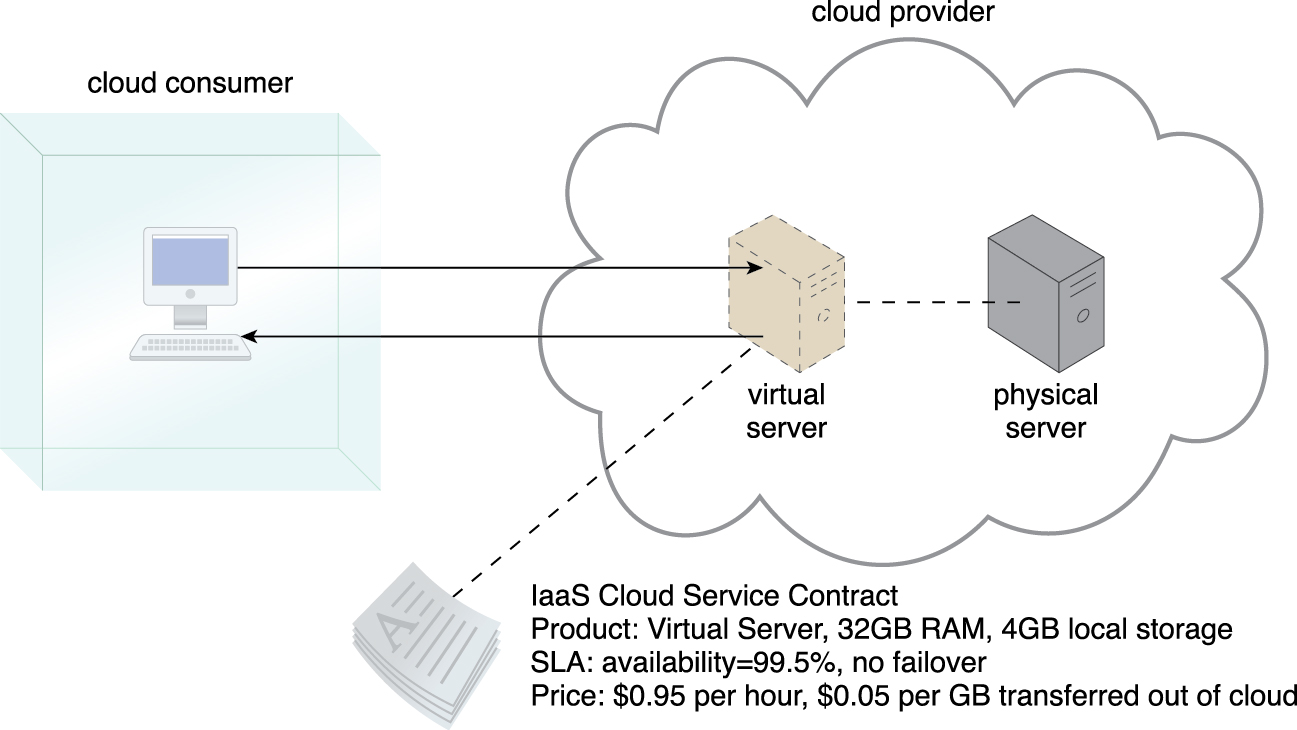 cloud provider
cloud consumer
virtual
server
physical
server
A
IaaS Cloud Service Contract
Product: Virtual Server, 32GB RAM, 4GB local storage
SLA: availability=99.5%, no failover
Price: $0.95 per hour, $0.05 per GB transferred out of cloud